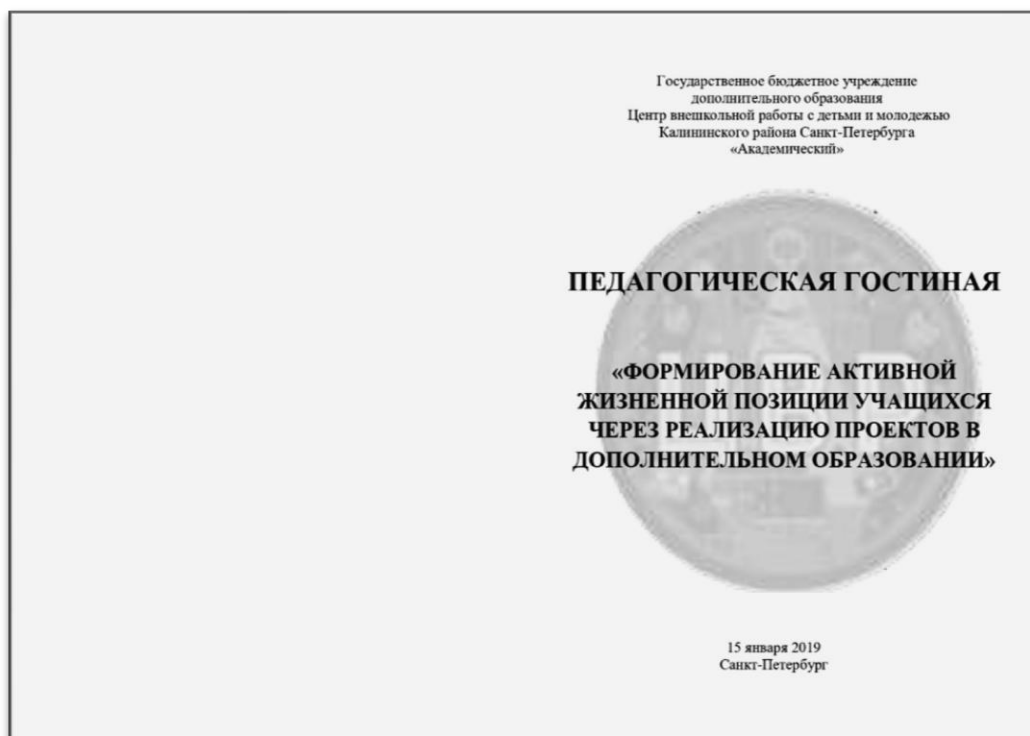 Государственное бюджетное учреждение
дополнительного образования
Центр внешкольной работы с детьми и молодежью
Калининского района Санкт-Петербурга
«Академический»
ПЕДАГОГИЧЕСКАЯ ГОСТИНАЯ
«ФОРМИРОВАНИЕ АКТИВНОЙ
ЖИЗНЕННОЙ ПОЗИЦИИ УЧАЩИХСЯ
ЧЕРЕЗ РЕАЛИЗАЦИЮ ПРОЕКТОВ В
ДОПОЛНИТЕЛЬНОМ ОБРАЗОВАНИИ»
ЦВР
15 января 2019
Санкт-Петербург